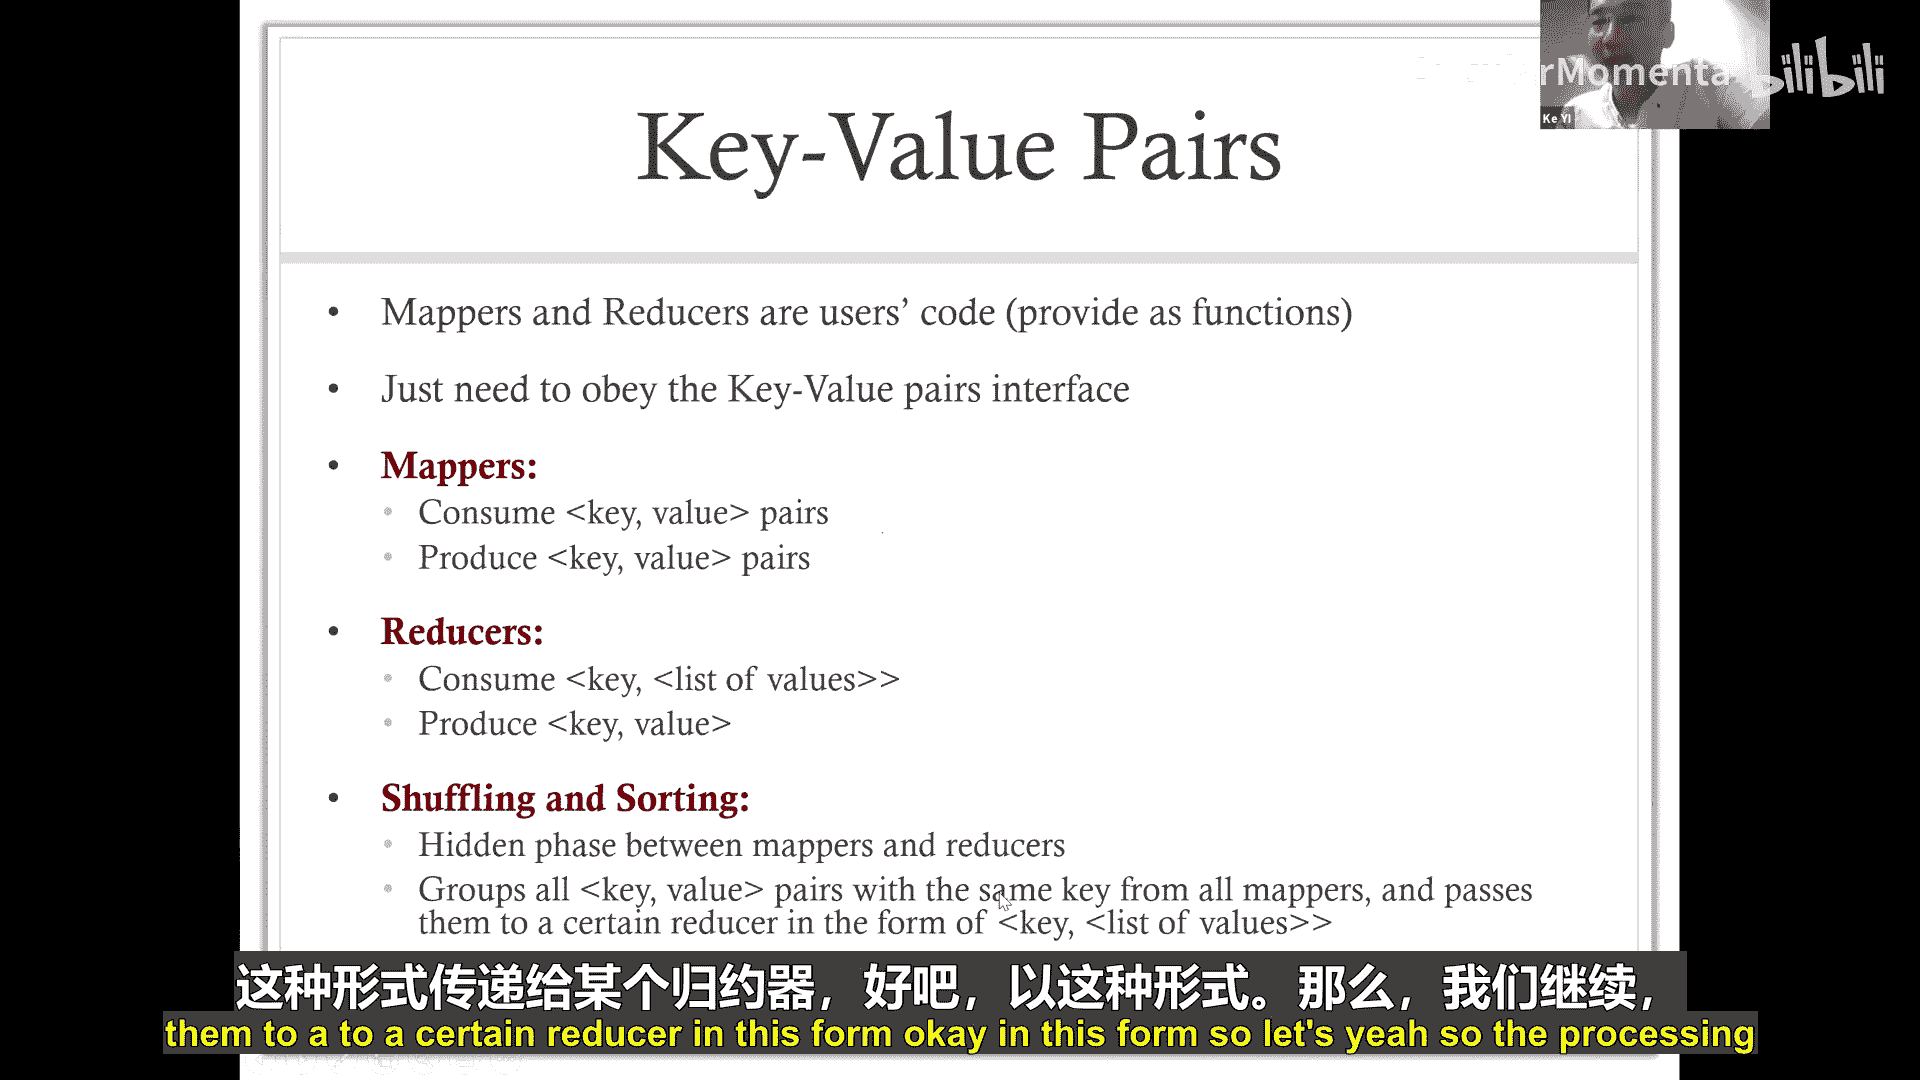 rMomenta
bilibili
Ke YI
Key-Value Pairs
• Mappers and Reducers are users’ code (provide as functions)
• Just need to obey the Key-Value pairs interface
• Mappers:
• Consume <key, value> pairs
• Produce <key, value> pairs
• Reducers:
• Consume <key, <list of values>>
• Produce <key, value>
• Shuffling and Sorting:
• Hidden phase between mappers and reducers
• Groups all <key, value> pairs with the same key from all mappers, and passes
them to a certain reducer in the form of <key, <list of values>>
这种形式传递给某个归约器，好吧，以这种形式。那么，我们继续，
them to a to a certain reducer in this form okay in this form so let's yeah so the processing